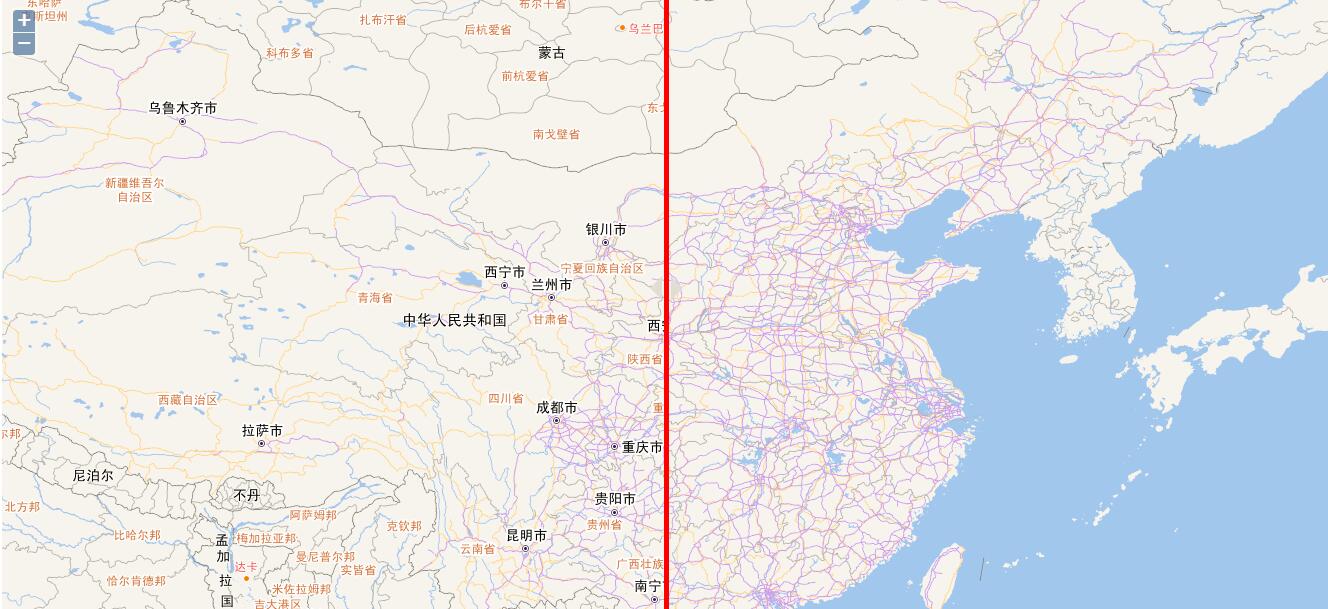 东哈萨
克斯坦州
布尔干省
扎布汗省
后杭爱省
乌兰巴
科布多省
蒙古
前杭爱省
乌鲁木齐市
东戈
南戈壁省
新疆维吾尔
自治区
银川市
西宁市
宁夏回族自治区
兰州市
青海省
中华人民共和国
甘肃省
西安
陕西省
四川省
西藏自治区
成都市
重
拉萨市
尔邦
重庆市
尼泊尔
不丹
贵阳市
北方邦
阿萨姆邦
克钦邦
贵州省
比哈尔邦
孟
加
拉
国
梅加拉亚邦
昆明市
曼尼普尔邦
云南省
达卡
实皆省
广西壮族
恰尔肯德邦
米佐拉姆邦
南宁
吉大港区